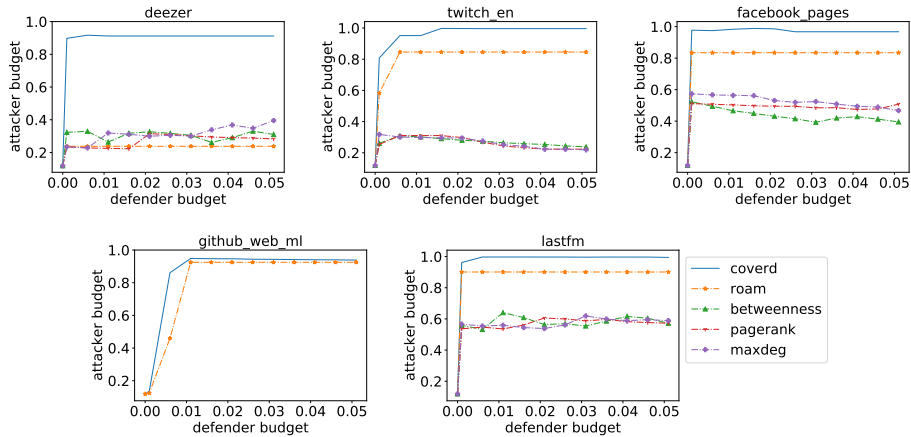 deezer
attacker budget
1.0
0.8
0.6
0.4
0.2
0.00 0.01 0.02 0.03 0.04 0.05
defender budget
twitch_en
attacker budget
1.0
0.8
0.6
0.4
0.2
0.00 0.01 0.02 0.03 0.04 0.05
defender budget
facebook_pages
attacker budget
1.0
0.8
0.6
0.4
0.2
0.00 0.01 0.02 0.03 0.04 0.05
defender budget
github_web_ml
attacker budget
1.0
0.8
0.6
0.4
0.2
0.00 0.01 0.02 0.03 0.04 0.05
defender budget
lastfm
attacker budget
1.0
0.8
0.6
0.4
0.2
0.00 0.01 0.02 0.03 0.04 0.05
defender budget
coverd
roam
betweenness
pagerank
maxdeg